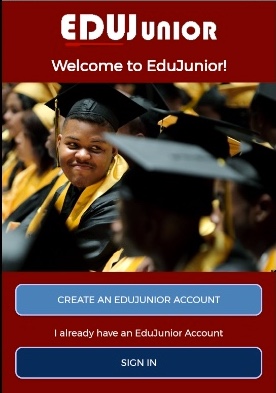 EDUJUNIOR
Welcome to EduJunior!
CREATE AN EDUJUNIOR ACCOUNT
I already have an EduJunior Account
SIGN IN